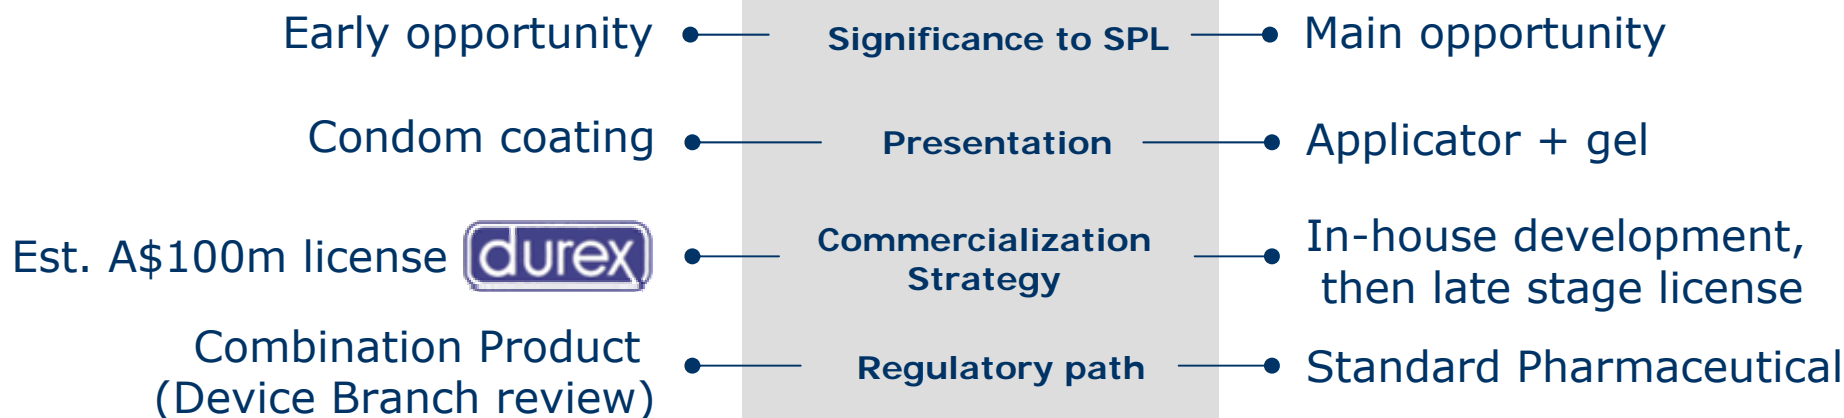 Early opportunity Significance to SPL Main opportunity
Condom coating Presentation Applicator + gel
Est. A$100m license durex Commercialization Strategy In-house development,
then late stage license
Combination Product
(Device Branch review) Regulatory path Standard Pharmaceutical